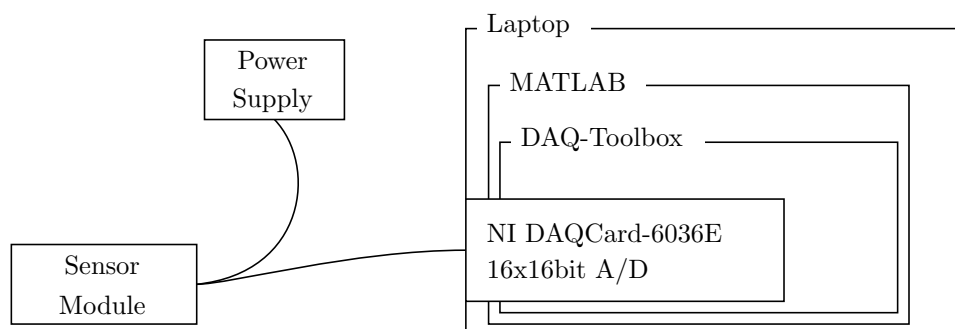 Laptop
Power
Supply
MATLAB
DAQ-Toolbox
NI DAQCard-6036E
16x16bit A/D
Sensor
Module